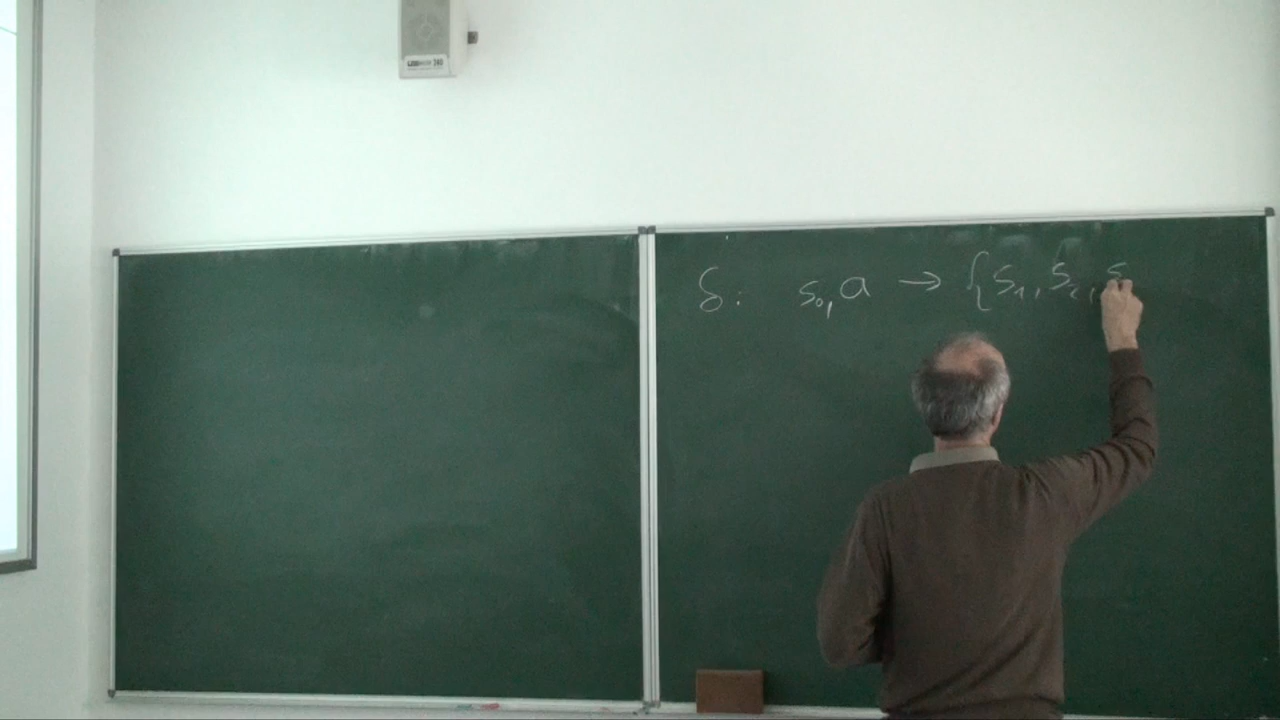 δ: s₀, a → {s₁, s₂, s